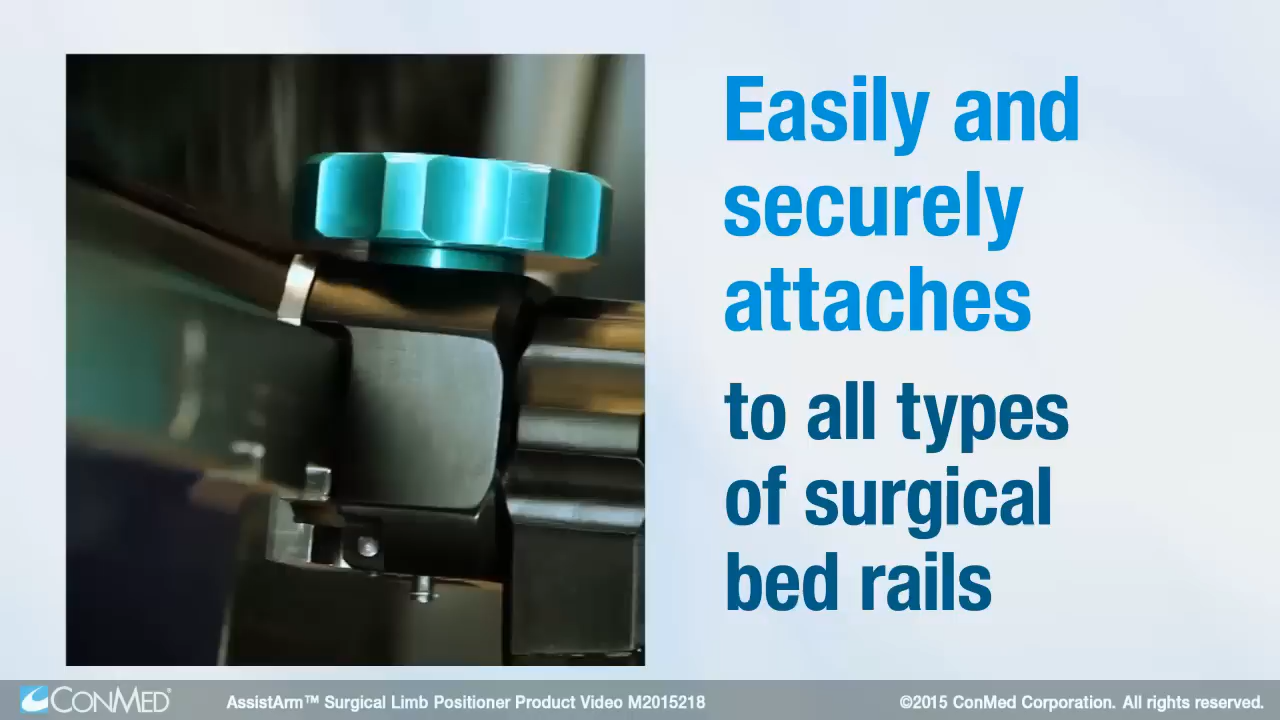 Easily and
securely
attaches
to all types
of surgical
bed rails
CONMED® AssistArm™ Surgical Limb Positioner Product Video M2015218 ©2015 ConMed Corporation. All rights reserved.